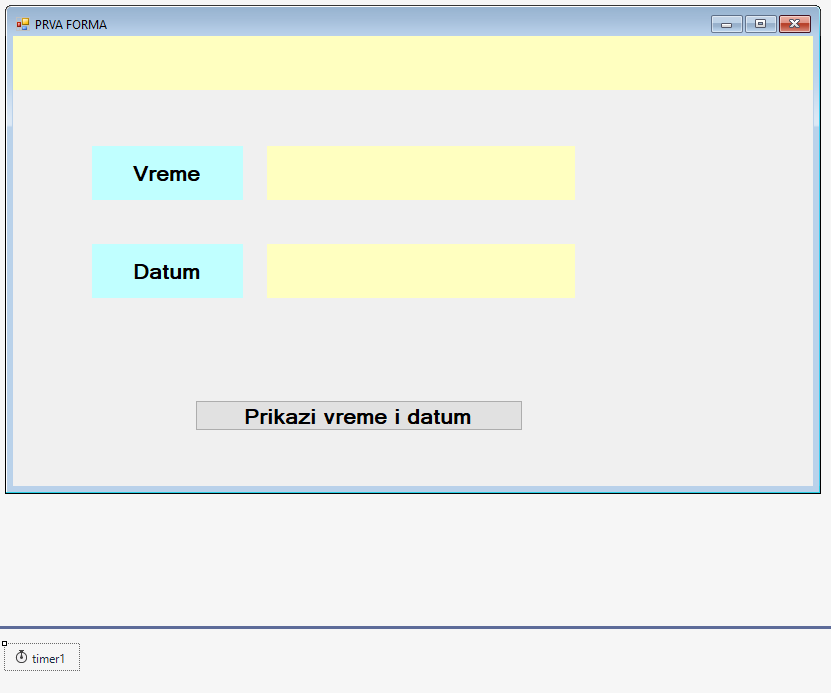 PRVA FORMA
Vreme
Datum
Prikazi vreme i datum
timer1